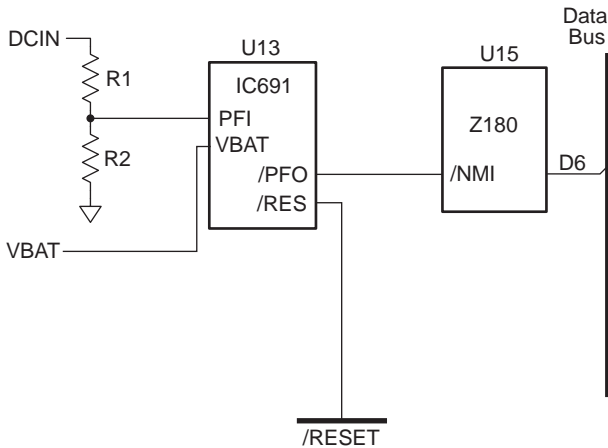 DCIN
R1
R2
VBAT
U13
IC691
PFI
VBAT
/PFO
/RES
/RESET
U15
Z180
/NMI
D6
Data
Bus